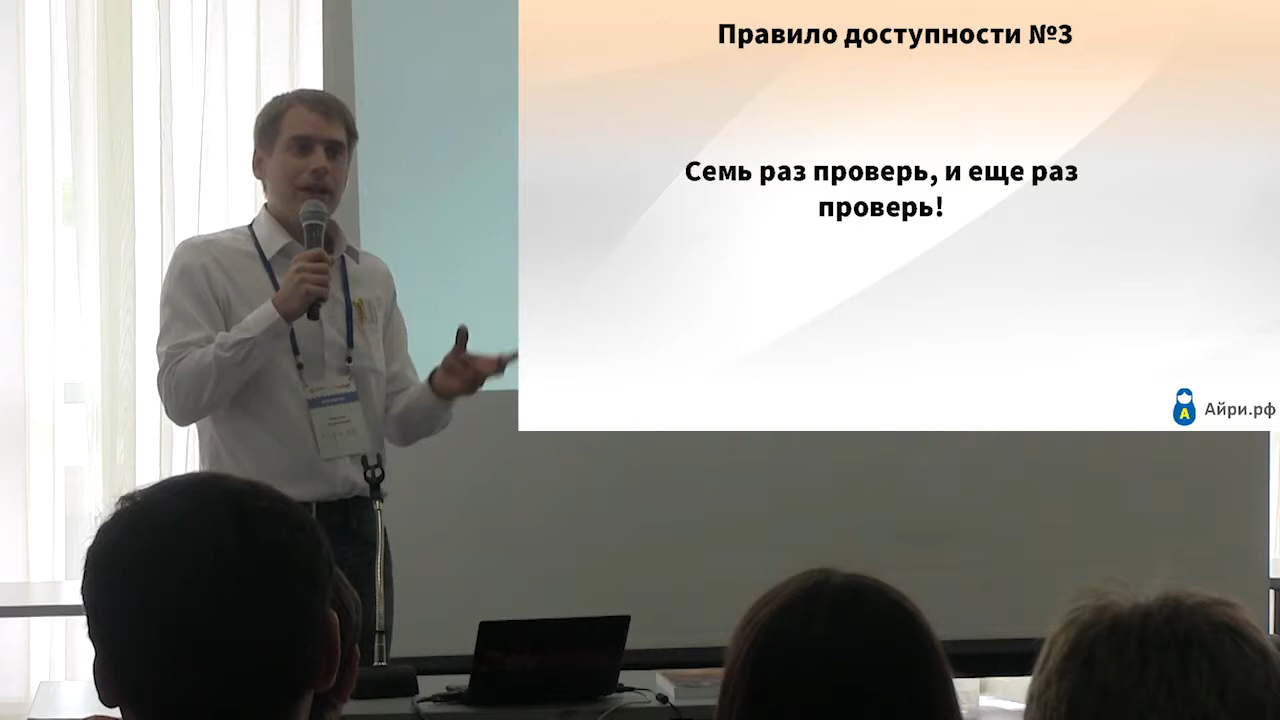 Правило доступности №3
Семь раз проверь, и еще раз
проверь!
А
Айри.рф